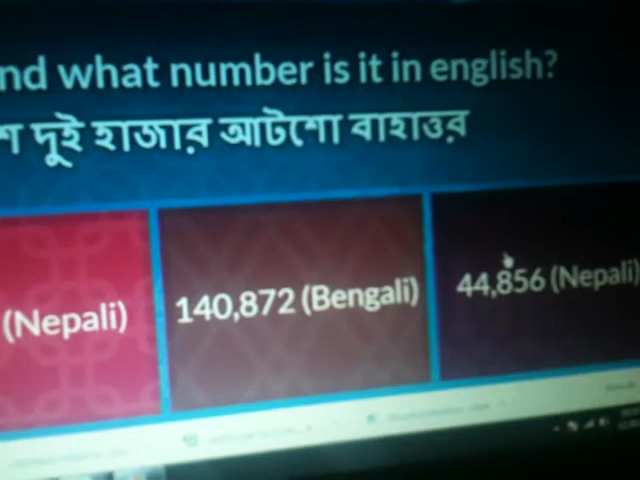 nd what number is it in english?
দুই হাজার আটশো বাহাত্তর
(Nepali)
140,872 (Bengali)
44,856 (Nepali)